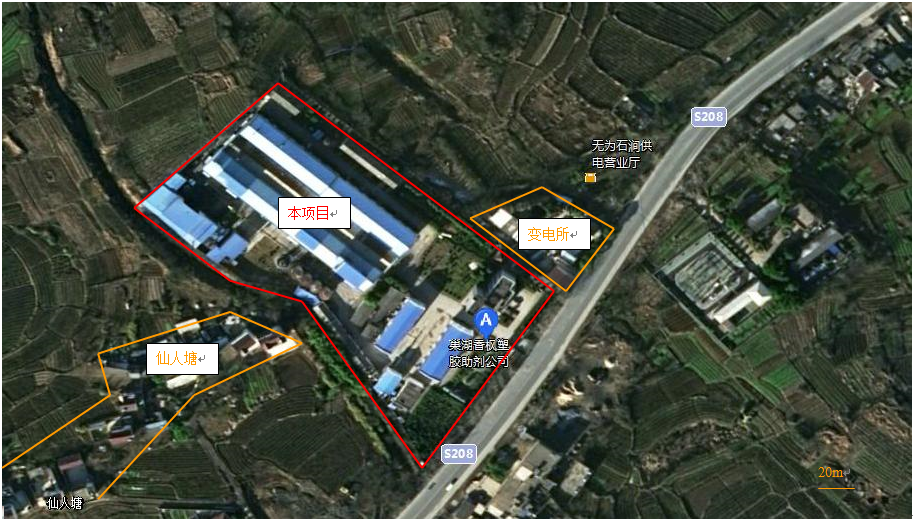 S208
无为石涧供
电营业厅
本项目
变电所
A
巢湖香枫塑
胶助剂公司
仙人塘
S208
20m
仙人塘